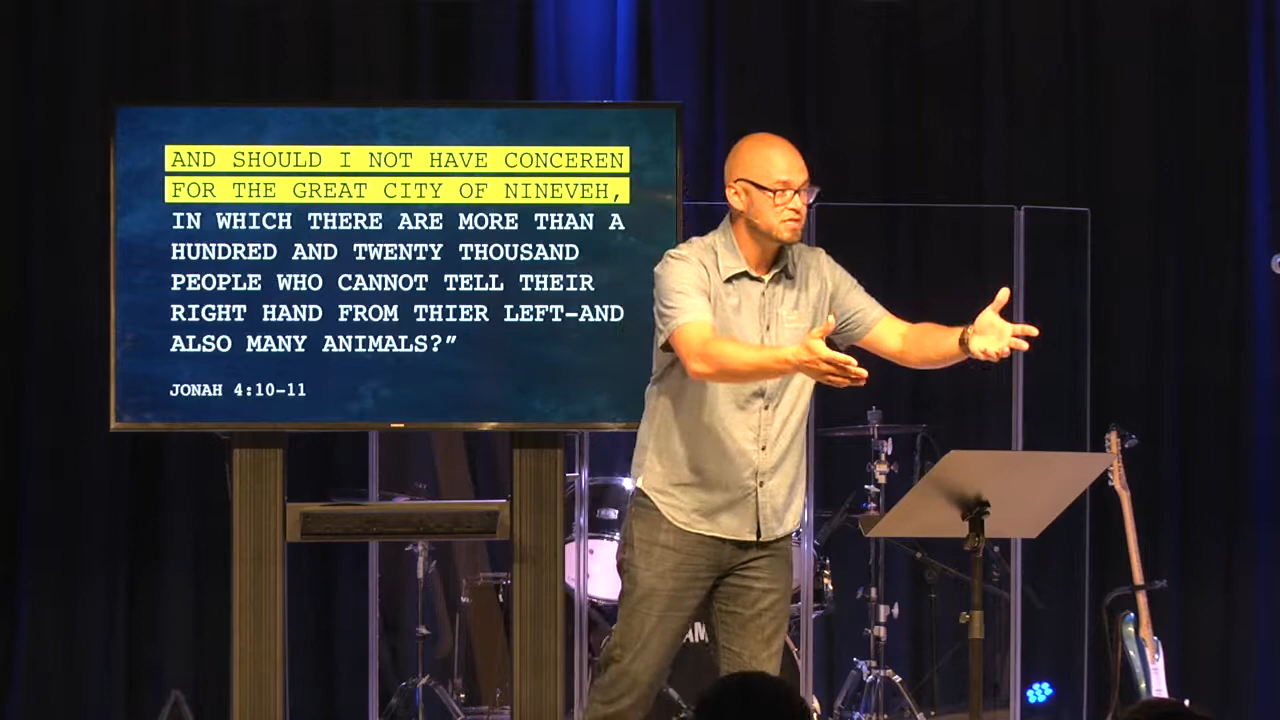 AND SHOULD I NOT HAVE CONCEREN
FOR THE GREAT CITY OF NINEVEH,
IN WHICH THERE ARE MORE THAN A
HUNDRED AND TWENTY THOUSAND
PEOPLE WHO CANNOT TELL THEIR
RIGHT HAND FROM THIER LEFT—AND
ALSO MANY ANIMALS?”
JONAH 4:10-11